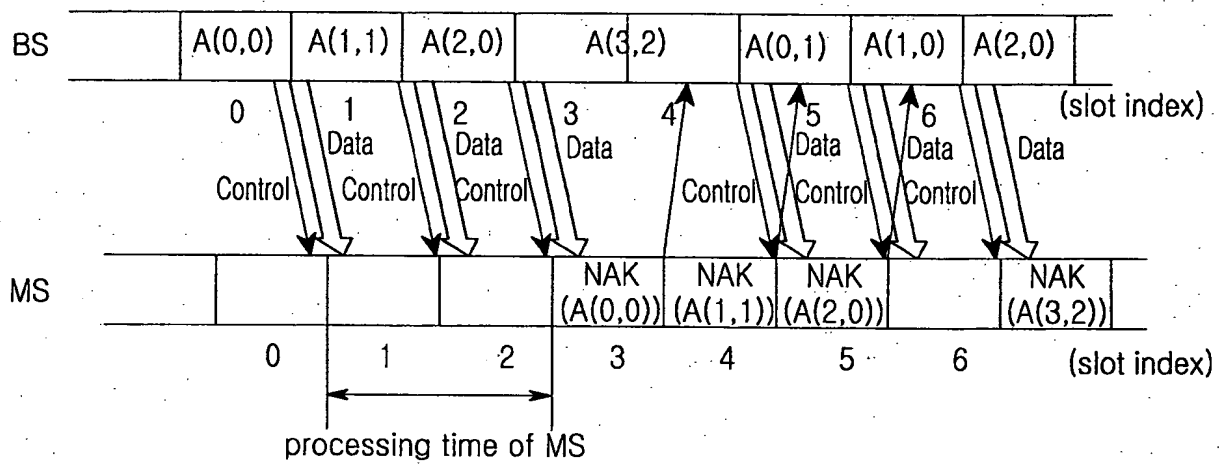 BS A(0,0) A(1,1) A(2,0) A(3,2) A(0,1) A(1,0) A(2,0)
0 1 2 3 4 5 6 (slot index)
Data Data Data Data Data Data
Control Control Control Control Control Control
MS NAK (A(0,0)) NAK (A(1,1)) NAK (A(2,0)) NAK (A(3,2))
0 1 2 3 4 5 6 (slot index)
processing time of MS